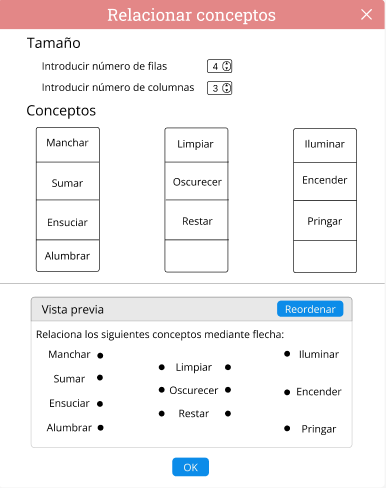 Relacionar conceptos
Tamaño
Introducir número de filas 4
Introducir número de columnas 3
Conceptos
Manchar Limpiar Iluminar
Sumar Oscurecer Encender
Ensuciar Restar Pringar
Alumbrar
Vista previa Reordenar
Relaciona los siguientes conceptos mediante flecha:
Manchar Iluminar
Limpiar
Sumar
Oscurecer Encender
Ensuciar
Restar
Alumbrar Pringar
OK